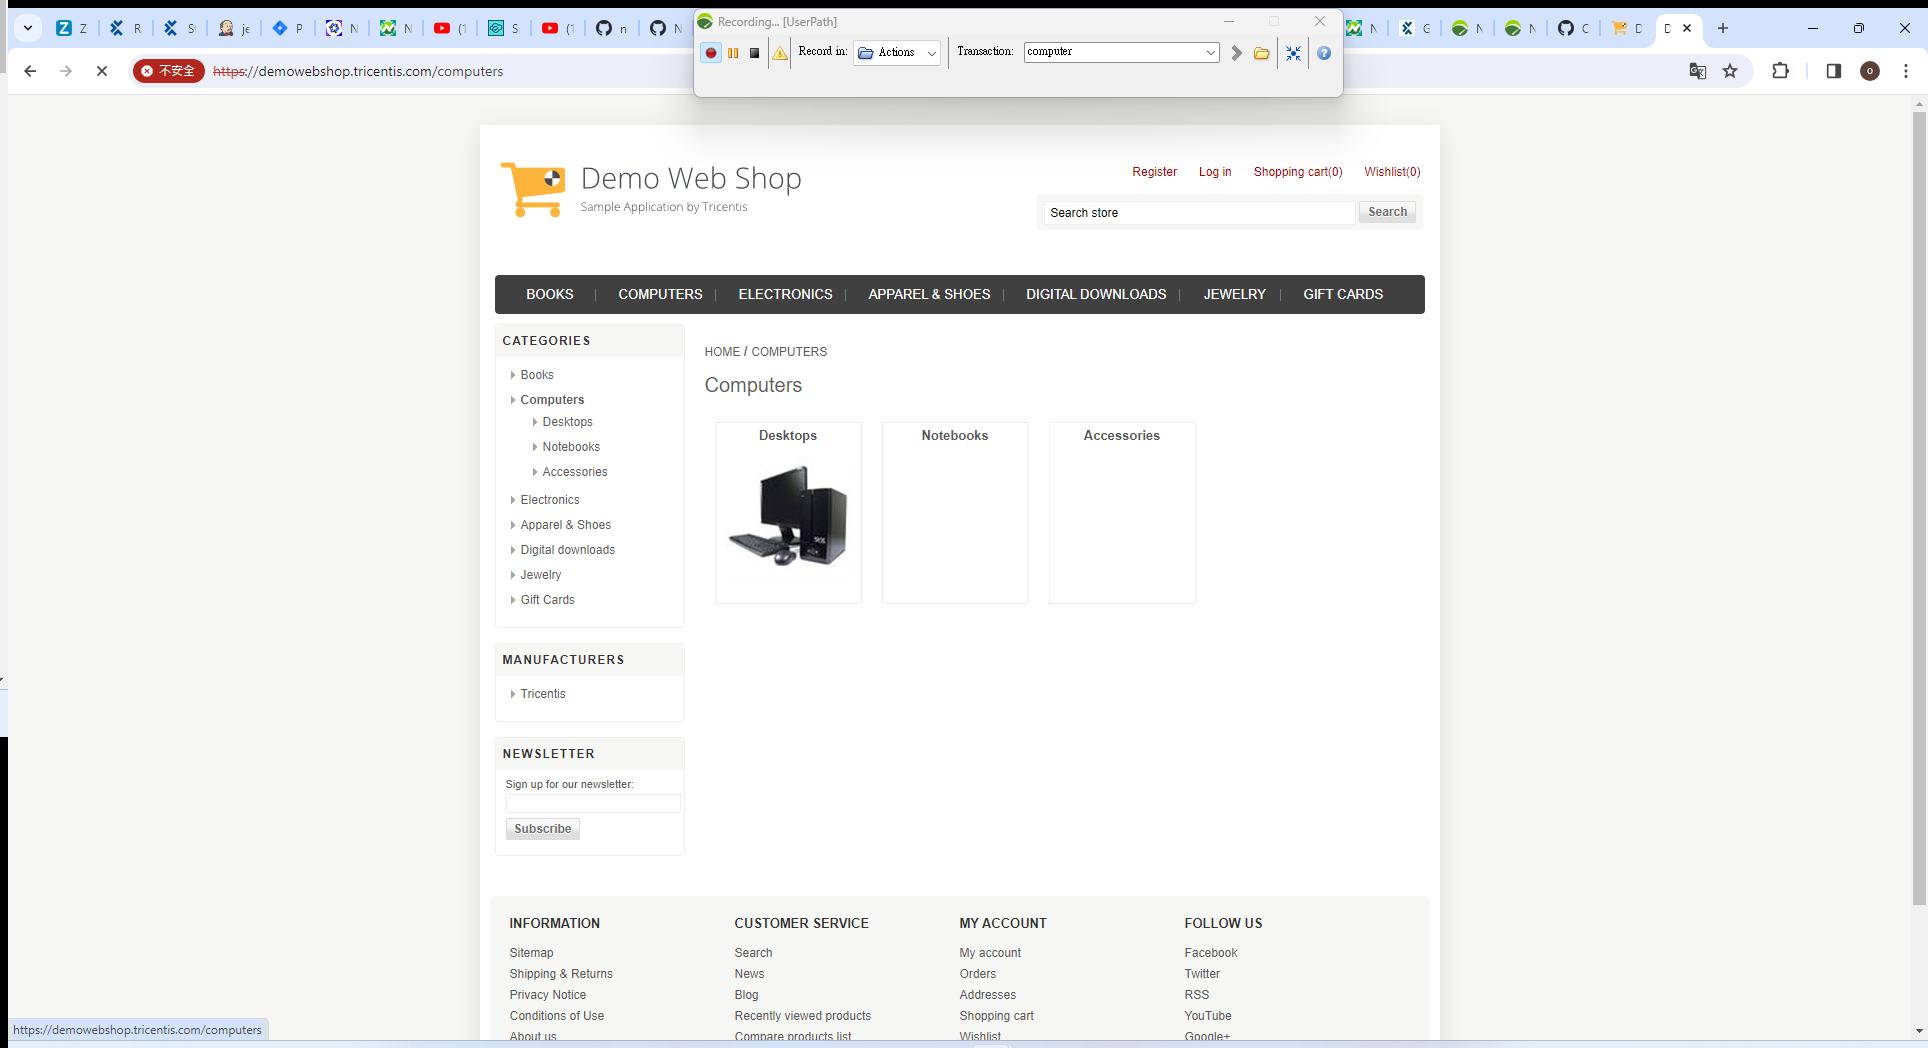 Recording... [UserPath]
Record in: Actions Transaction: computer
不安全 https://demowebshop.tricentis.com/computers
Demo Web Shop
Sample Application by Tricentis
Register Log in Shopping cart(0) Wishlist(0)
Search store Search
BOOKS COMPUTERS ELECTRONICS APPAREL & SHOES DIGITAL DOWNLOADS JEWELRY GIFT CARDS
CATEGORIES
Books
Computers
Desktops
Notebooks
Accessories
Electronics
Apparel & Shoes
Digital downloads
Jewelry
Gift Cards
MANUFACTURERS
Tricentis
NEWSLETTER
Sign up for our newsletter:
Subscribe
HOME / COMPUTERS
Computers
Desktops Notebooks Accessories
INFORMATION
Sitemap
Shipping & Returns
Privacy Notice
Conditions of Use
About us
CUSTOMER SERVICE
Search
News
Blog
Recently viewed products
Compare products list
MY ACCOUNT
My account
Orders
Addresses
Shopping cart
Wishlist
FOLLOW US
Facebook
Twitter
RSS
YouTube
Google+
https://demowebshop.tricentis.com/computers